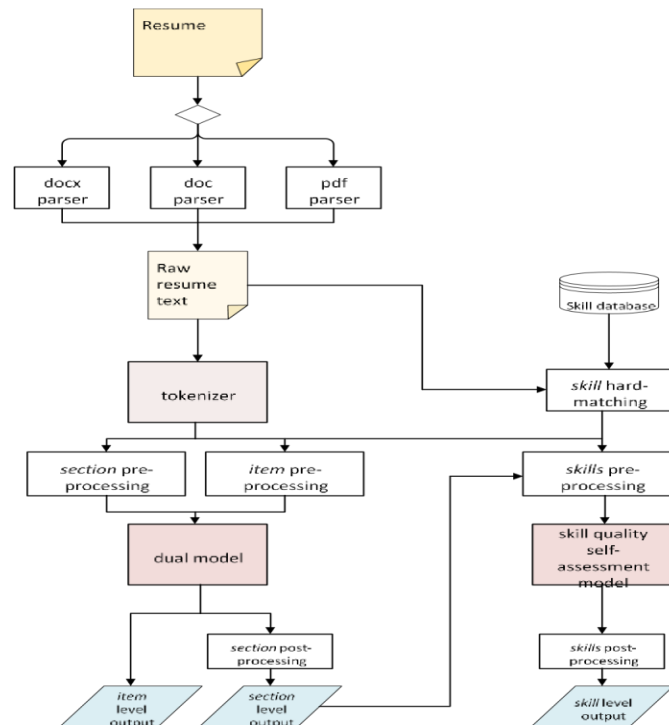 Resume
docx
parser
doc
parser
pdf
parser
Raw
resume
text
Skill database
skill hard-
matching
tokenizer
section pre-
processing
item pre-
processing
skills pre-
processing
dual model
skill quality
self-
assessment
model
section post-
processing
skills post-
processing
item
level
output
section
level
output
skill level
output